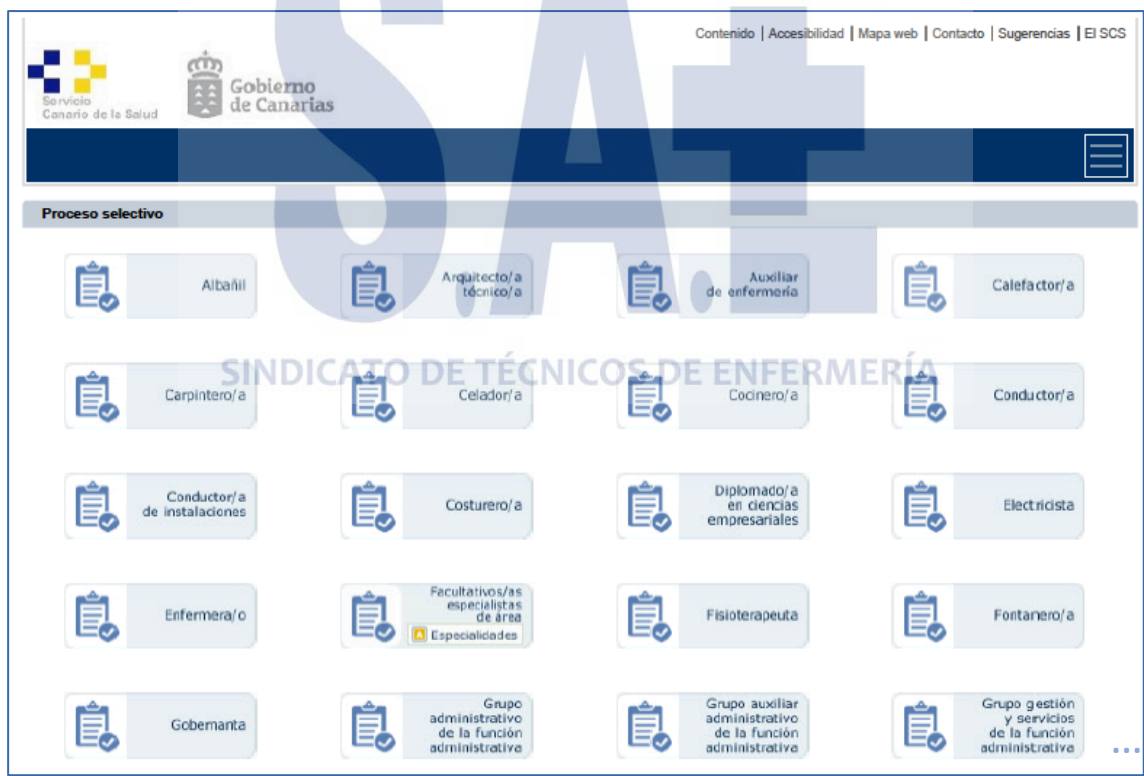 Contenido | Accesibilidad | Mapa web | Contacto | Sugerencias | El SCS
Servicio
Canario de la Salud
Gobierno
de Canarias
S.A.t
Proceso selectivo
Albañil
Arquitecto/a
técnico/a
Auxiliar
de enfermería
Calefactor/a
SINDICATO DE TÉCNICOS DE ENFERMERÍA
Carpintero/a
Celador/a
Cocinero/a
Conductor/a
Conductor/a
de instalaciones
Costurero/a
Diplomado/a
en ciencias
empresariales
Electricista
Enfermera/o
Facultativos/as
especialistas
de área
Especialidades
Fisioterapeuta
Fontanero/a
Gobernanta
Grupo
administrativo
de la función
administrativa
Grupo auxiliar
administrativo
de la función
administrativa
Grupo gestión
y servicios
de la función
administrativa
...